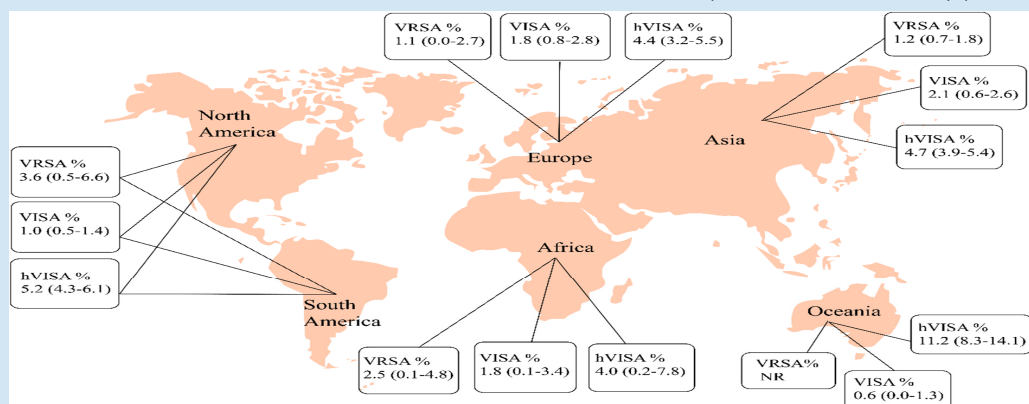 VRSA %
1.1 (0.0-2.7)
VISA %
1.8 (0.8-2.8)
hVISA %
4.4 (3.2-5.5)
VRSA %
1.2 (0.7-1.8)
VISA %
2.1 (0.6-2.6)
hVISA %
4.7 (3.9-5.4)
North
America
Europe
Asia
VRSA %
3.6 (0.5-6.6)
VISA %
1.0 (0.5-1.4)
hVISA %
5.2 (4.3-6.1)
Africa
South
America
Oceania
VRSA %
2.5 (0.1-4.8)
VISA %
1.8 (0.1-3.4)
hVISA %
4.0 (0.2-7.8)
VRSA%
NR
VISA %
0.6 (0.0-1.3)
hVISA %
11.2 (8.3-14.1)